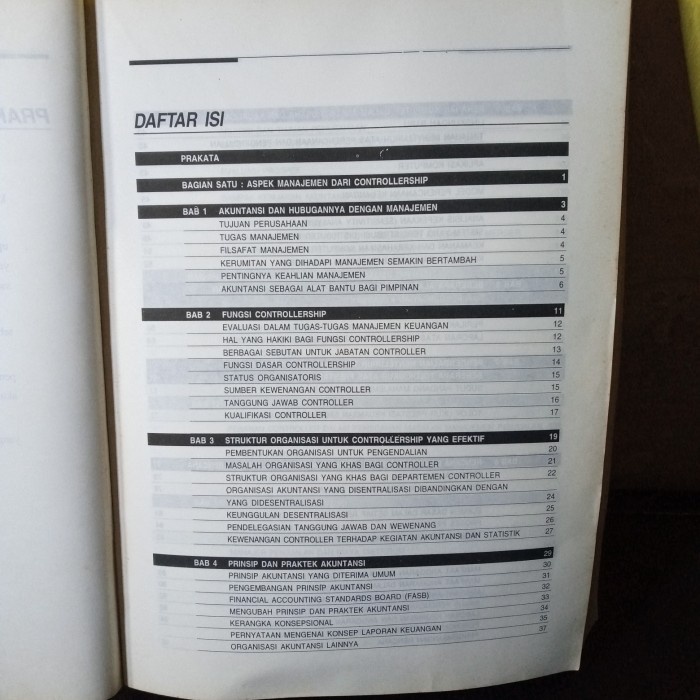 DAFTAR ISI
PRAKATA
BAGIAN SATU : ASPEK MANAJEMEN DARI CONTROLLERSHIP 1
BAB 1 AKUNTANSI DAN HUBUGANNYA DENGAN MANAJEMEN 3
TUJUAN PERUSAHAAN 4
TUGAS MANAJEMEN 4
FILSAFAT MANAJEMEN 4
KERUMITAN YANG DIHADAPI MANAJEMEN SEMAKIN BERTAMBAH 5
PENTINGNYA KEAHLIAN MANAJEMEN 5
AKUNTANSI SEBAGAI ALAT BANTU BAGI PIMPINAN 6
BAB 2 FUNGSI CONTROLLERSHIP 11
EVALUASI DALAM TUGAS-TUGAS MANAJEMEN KEUANGAN 12
HAL YANG HAKIKI BAGI FUNGSI CONTROLLERSHIP 12
BERBAGAI SEBUTAN UNTUK JABATAN CONTROLLER 13
FUNGSI DASAR CONTROLLERSHIP 14
STATUS ORGANISATORIS 15
SUMBER KEWENANGAN CONTROLLER 15
TANGGUNG JAWAB CONTROLLER 16
KUALIFIKASI CONTROLLER 17
BAB 3 STRUKTUR ORGANISASI UNTUK CONTROLLERSHIP YANG EFEKTIF 19
PEMBENTUKAN ORGANISASI UNTUK PENGENDALIAN 20
MASALAH ORGANISASI YANG KHAS BAGI CONTROLLER 21
STRUKTUR ORGANISASI YANG KHAS BAGI DEPARTEMEN CONTROLLER 22
ORGANISASI AKUNTANSI YANG DISENTRALISASI DIBANDINGKAN DENGAN
YANG DIDESENTRALISASI 24
KEUNGGULAN DESENTRALISASI 25
PENDELEGASIAN TANGGUNG JAWAB DAN WEWENANG 26
KEWENANGAN CONTROLLER TERHADAP KEGIATAN AKUNTANSI DAN STATISTIK 27
BAB 4 PRINSIP DAN PRAKTEK AKUNTANSI 29
PRINSIP AKUNTANSI YANG DITERIMA UMUM 30
PENGEMBANGAN PRINSIP AKUNTANSI 31
FINANCIAL ACCOUNTING STANDARDS BOARD (FASB) 32
MENGUBAH PRINSIP DAN PRAKTEK AKUNTANSI 33
KERANGKA KONSEPSIONAL 34
PERNYATAAN MENGENAI KONSEP LAPORAN KEUANGAN 35
ORGANISASI AKUNTANSI LAINNYA 37